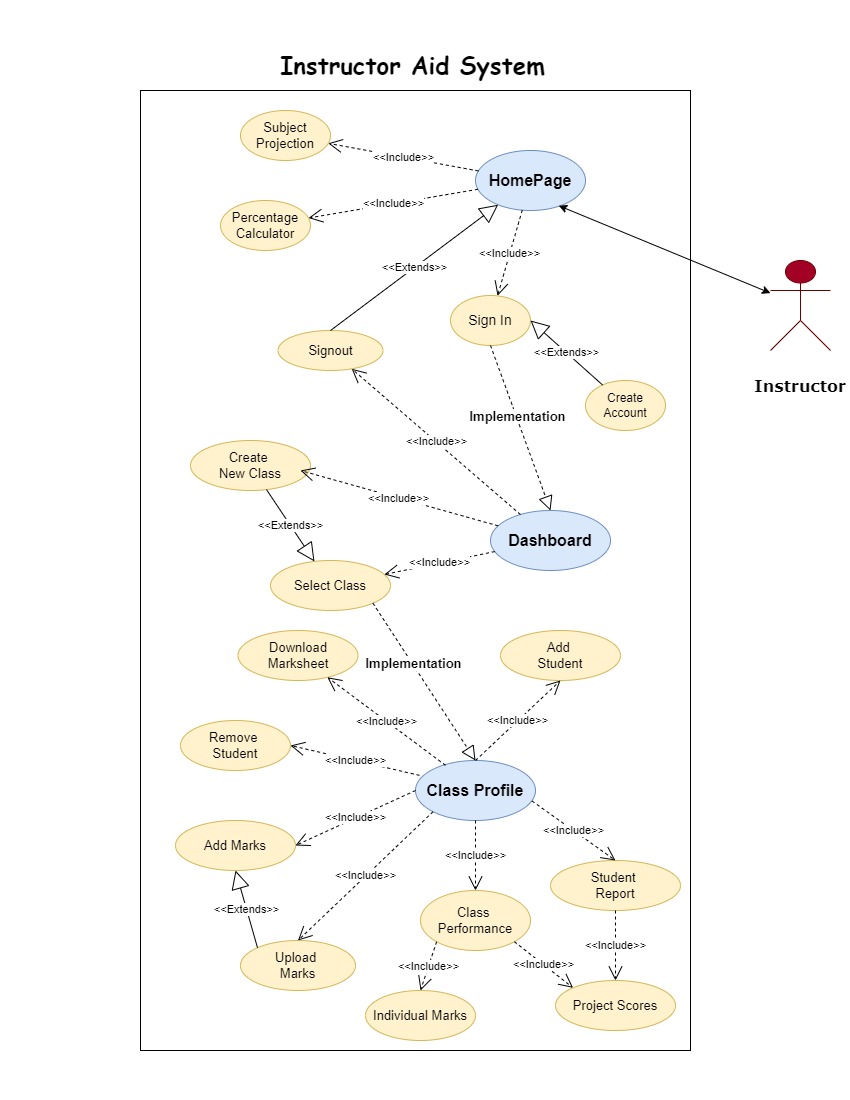 Instructor Aid System
Subject
Projection
<<Include>>
HomePage
Percentage
Calculator
<<Include>>
<<Extends>>
<<Include>>
Sign In
Signout
<<Extends>>
Create
Account
Instructor
Implementation
<<Include>>
Create
New Class
<<Include>>
<<Extends>>
Dashboard
<<Include>>
Select Class
Download
Marksheet
Implementation
Add
Student
<<Include>>
<<Include>>
Remove
Student
<<Include>>
Class Profile
<<Include>>
<<Include>>
Add Marks
<<Include>>
<<Include>>
Student
Report
<<Extends>>
Class
Performance
<<Include>>
Upload
Marks
<<Include>>
<<Include>>
Individual Marks
Project Scores